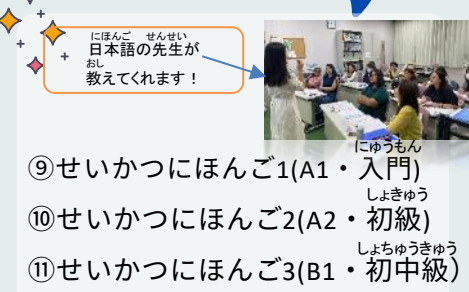 にほんご せんせい
日本語の先生が
おし
教えてくれます！
にゅうもん
⑨せいかつにほんご1(A1・入門)
しょきゅう
⑩せいかつにほんご2(A2・初級)
しょちゅうきゅう
⑪せいかつにほんご3(B1・初中級）